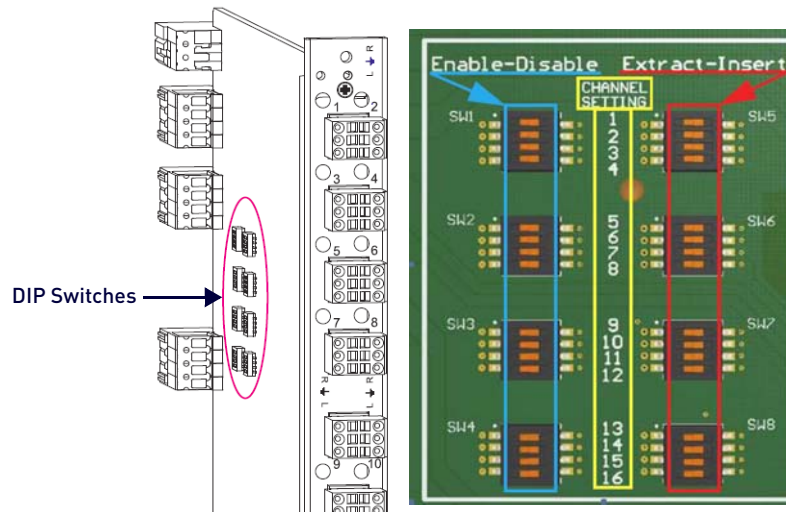 R
L
1 2
3 4
5 6
7 8
R R
L L
9 10
DIP Switches
Enable-Disable Extract-Insert
CHANNEL
SETTING
SW1 1 SW5
2
3
4
SW2 5 SW6
6
7
8
SW3 9 SW7
10
11
12
SW4 13 SW8
14
15
16